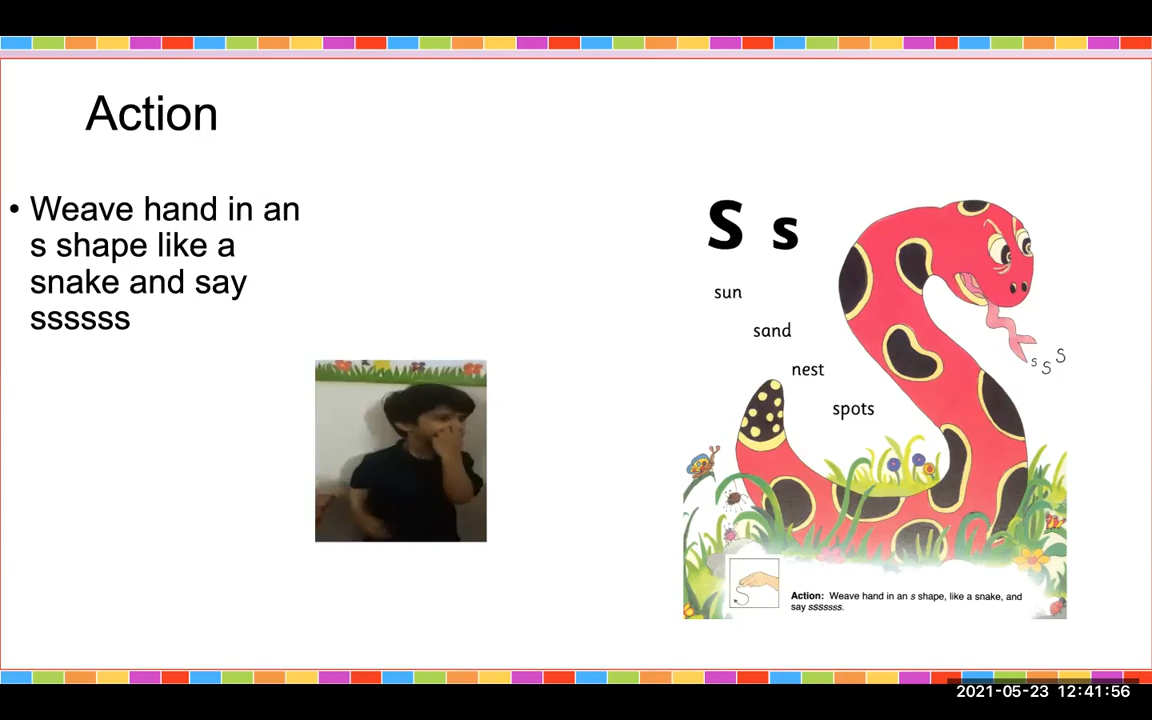 Action
• Weave hand in an
s shape like a
snake and say
ssssss
S s
sun
sand
nest
spots
s s s
Action: Weave hand in an s shape, like a snake, and
say sssssss.
2021-05-23 12:41:56